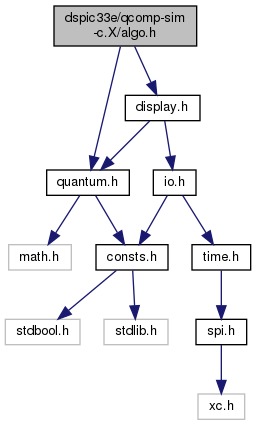 dspic33e/qcomp-sim
-c.X/algo.h
display.h
quantum.h
io.h
math.h
consts.h
time.h
stdbool.h
stdlib.h
spi.h
xc.h